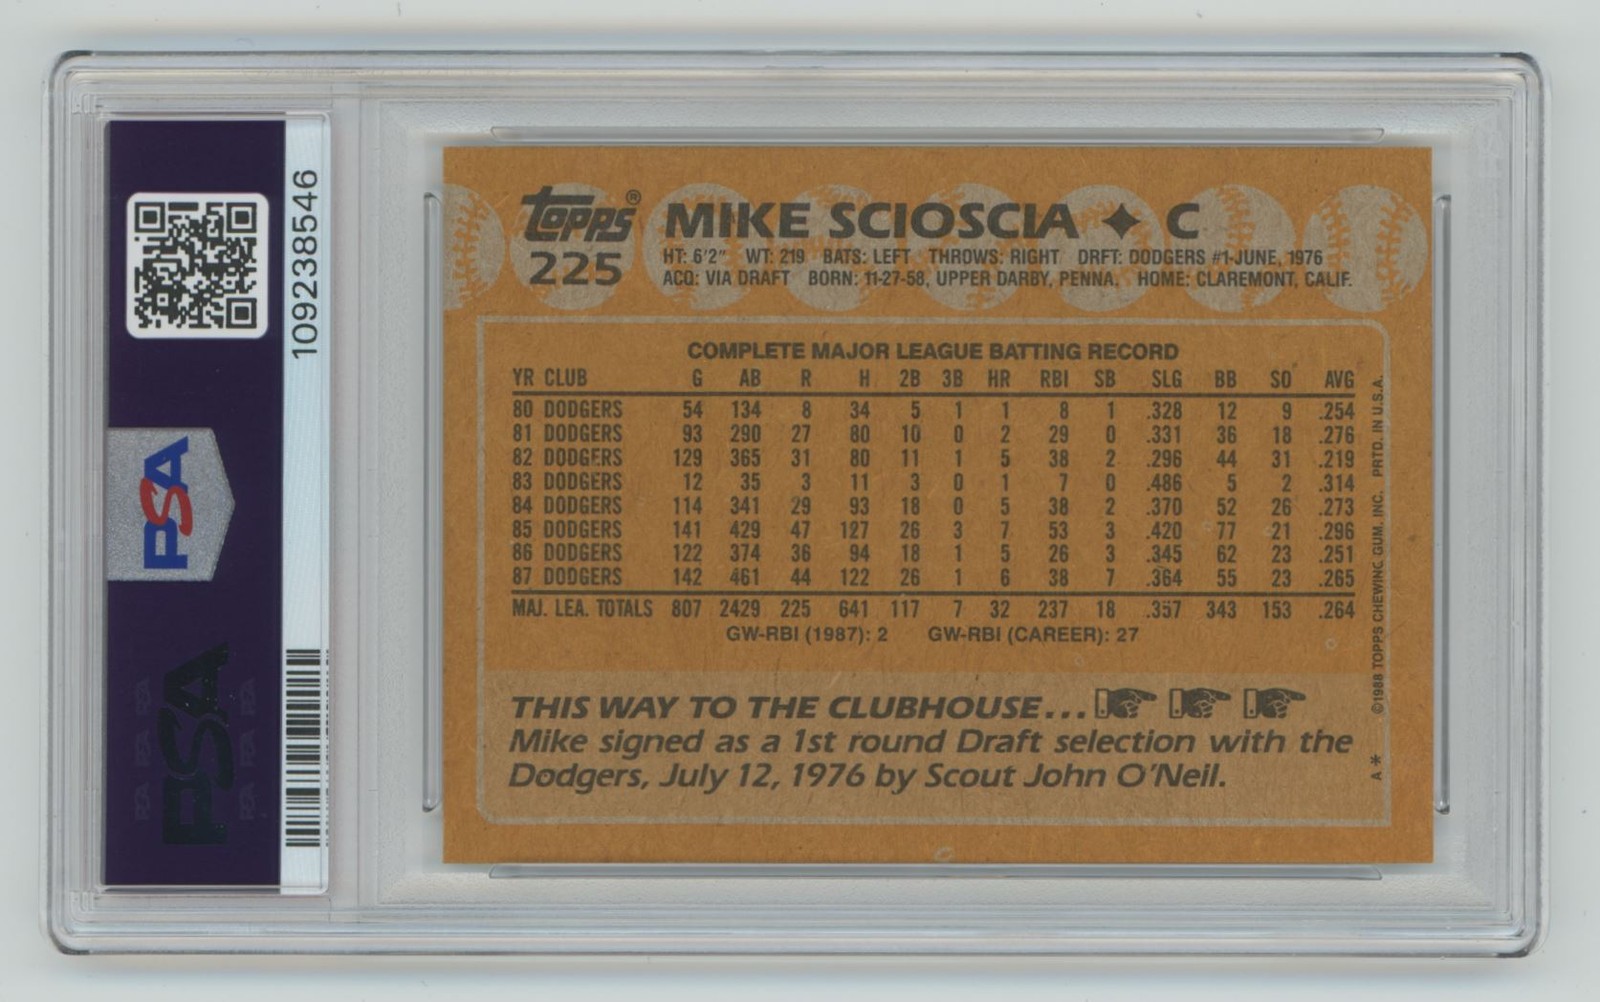 109238546
PSA
PSA
TOPPS®
225
MIKE SCIOSCIA ✦ C
HT: 6'2" WT: 219 BATS: LEFT THROWS: RIGHT DRFT: DODGERS #1-JUNE, 1976
ACQ: VIA DRAFT BORN: 11-27-58, UPPER DARBY, PENNA. HOME: CLAREMONT, CALIF.
COMPLETE MAJOR LEAGUE BATTING RECORD
YR CLUB G AB R H 2B 3B HR RBI SB SLG BB SO AVG
80 DODGERS 54 134 8 34 5 1 1 8 1 .328 12 9 .254
81 DODGERS 93 290 27 80 10 0 2 29 0 .331 36 18 .276
82 DODGERS 129 365 31 80 11 1 5 38 2 .296 44 31 .219
83 DODGERS 12 35 3 11 3 0 1 7 0 .486 5 2 .314
84 DODGERS 114 341 29 93 18 0 5 38 2 .370 52 26 .273
85 DODGERS 141 429 47 127 26 3 7 53 3 .420 77 21 .296
86 DODGERS 122 374 36 94 18 1 5 26 3 .345 62 23 .251
87 DODGERS 142 461 44 122 26 1 6 38 7 .364 55 23 .265
MAJ. LEA. TOTALS 807 2429 225 641 117 7 32 237 18 .357 343 153 .264
GW-RBI (1987): 2 GW-RBI (CAREER): 27
THIS WAY TO THE CLUBHOUSE...
Mike signed as a 1st round Draft selection with the
Dodgers, July 12, 1976 by Scout John O'Neil.
A* ©1988 TOPPS CHEWING GUM, INC. PRTD. IN U.S.A.